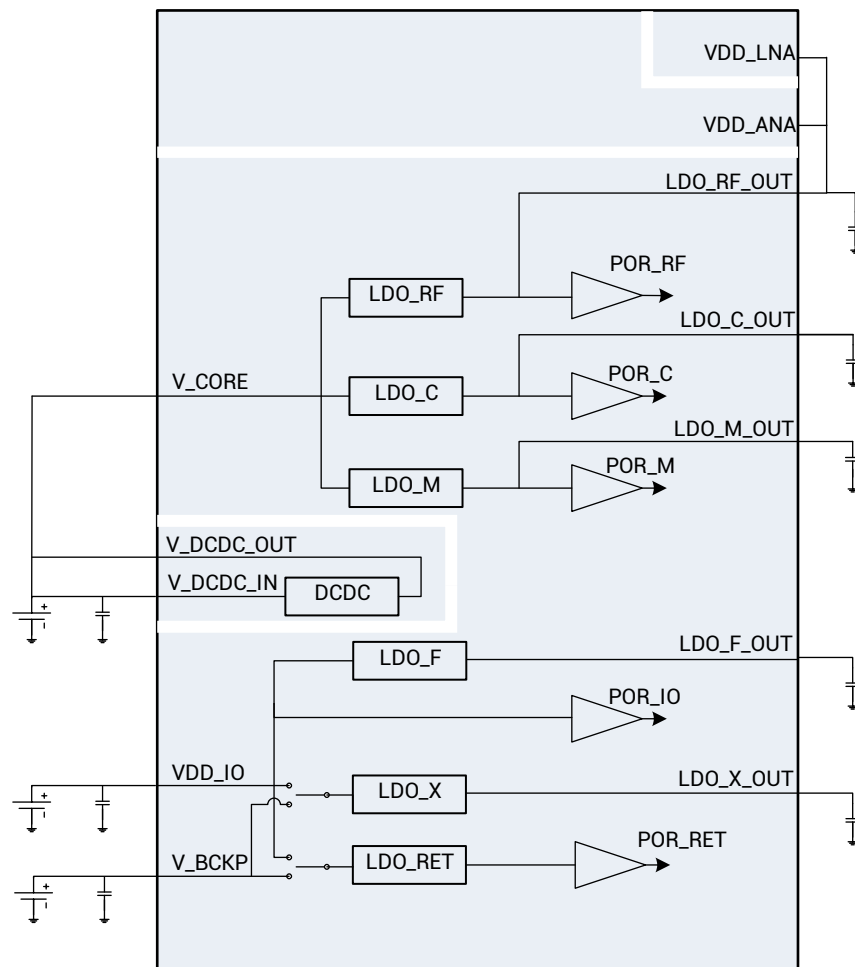 VDD_LNA
VDD_ANA
LDO_RF_OUT
POR_RF
LDO_RF
LDO_C_OUT
V_CORE
POR_C
LDO_C
LDO_M_OUT
POR_M
LDO_M
V_DCDC_OUT
V_DCDC_IN
DCDC
+
-
LDO_F
LDO_F_OUT
POR_IO
VDD_IO
LDO_X
LDO_X_OUT
+
-
POR_RET
V_BCKP
LDO_RET
+
-